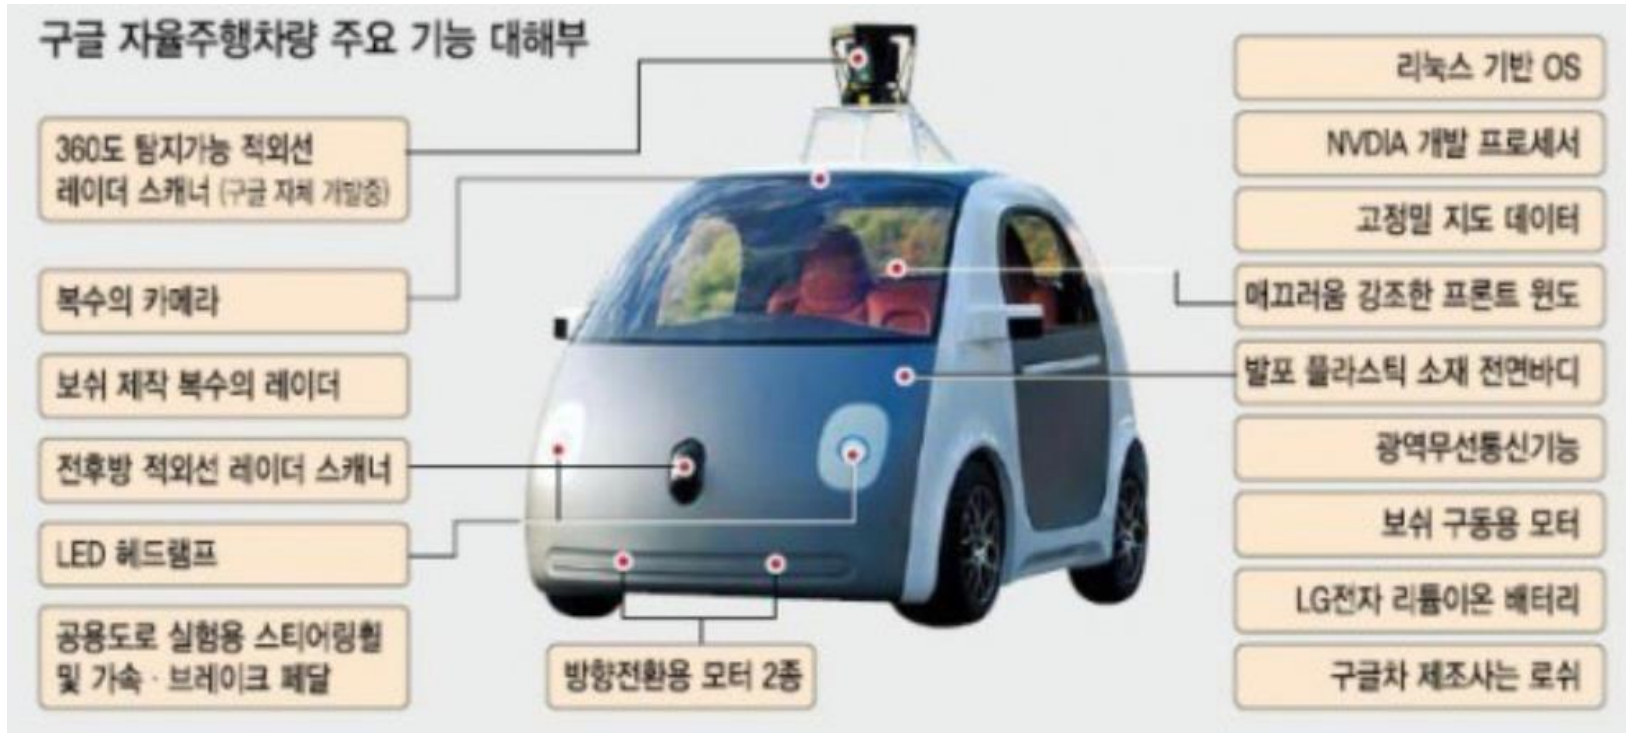 구글 자율주행차량 주요 기능 대해부
360도 탐지가능 적외선
레이더 스캐너 (구글 자체 개발중)
복수의 카메라
보쉬 제작 복수의 레이더
전후방 적외선 레이더 스캐너
LED 헤드램프
공용도로 실험용 스티어링휠
및 가속·브레이크 페달
방향전환용 모터 2종
리눅스 기반 OS
NVDIA 개발 프로세서
고정밀 지도 데이터
매끄러움 강조한 프론트 윈도
발포 플라스틱 소재 전면바디
광역무선통신기능
보쉬 구동용 모터
LG전자 리튬이온 배터리
구글차 제조사는 로쉬